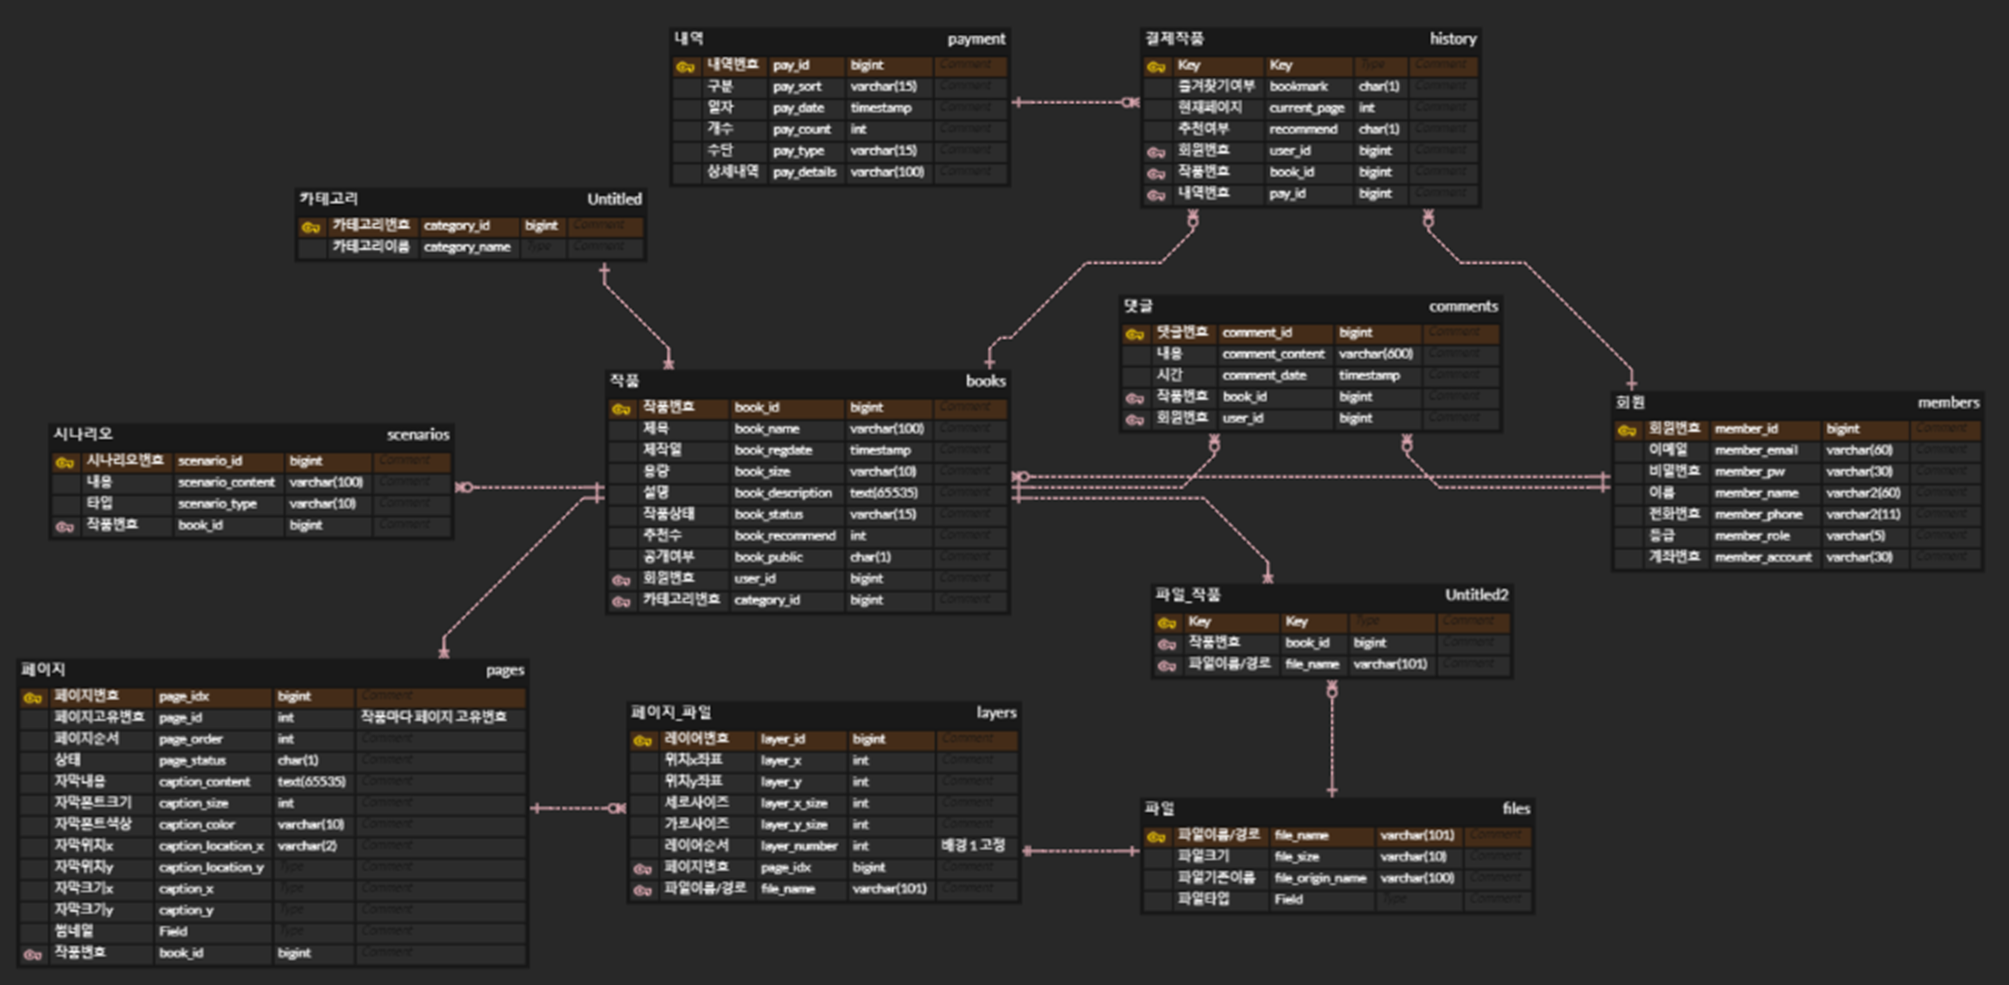 내역 payment
내역번호 pay_id bigint Comment
구분 pay_sort varchar(15) Comment
일자 pay_date timestamp Comment
개수 pay_count int Comment
수단 pay_type varchar(15) Comment
상세내역 pay_details varchar(100) Comment
결제작품 history
Key Key Type Comment
즐겨찾기여부 bookmark char(1) Comment
현재페이지 current_page int Comment
추천여부 recommend char(1) Comment
회원번호 user_id bigint Comment
작품번호 book_id bigint Comment
내역번호 pay_id bigint Comment
카테고리 Untitled
카테고리번호 category_id bigint Comment
카테고리이름 category_name Type Comment
댓글 comments
댓글번호 comment_id bigint Comment
내용 comment_content varchar(600) Comment
시간 comment_date timestamp Comment
작품번호 book_id bigint Comment
회원번호 user_id bigint Comment
작품 books
작품번호 book_id bigint Comment
제목 book_name varchar(100) Comment
제작일 book_regdate timestamp Comment
용량 book_size varchar(10) Comment
설명 book_description text(65535) Comment
작품상태 book_status varchar(15) Comment
추천수 book_recommend int Comment
공개여부 book_public char(1) Comment
회원번호 user_id bigint Comment
카테고리번호 category_id bigint Comment
회원 members
회원번호 member_id bigint Comment
이메일 member_email varchar(60) Comment
비밀번호 member_pw varchar(30) Comment
이름 member_name varchar2(60) Comment
전화번호 member_phone varchar2(11) Comment
등급 member_role varchar(5) Comment
계좌번호 member_account varchar(30) Comment
시나리오 scenarios
시나리오번호 scenario_id bigint Comment
내용 scenario_content varchar(100) Comment
타입 scenario_type varchar(10) Comment
작품번호 book_id bigint Comment
파일_작품 Untitled2
Key Key Type Comment
작품번호 book_id bigint Comment
파일이름/경로 file_name varchar(101) Comment
페이지 pages
페이지번호 page_idx bigint Comment
페이지고유번호 page_id int 작품마다 페이지 고유번호
페이지순서 page_order int Comment
상태 page_status char(1) Comment
자막내용 caption_content text(65535) Comment
자막폰트크기 caption_size int Comment
자막폰트색상 caption_color varchar(10) Comment
자막위치x caption_location_x varchar(2) Comment
자막위치y caption_location_y Type Comment
자막크기x caption_x Type Comment
자막크기y caption_y Type Comment
썸네일 Field Type Comment
작품번호 book_id bigint Comment
페이지_파일 layers
레이어번호 layer_id bigint Comment
위치x좌표 layer_x int Comment
위치y좌표 layer_y int Comment
세로사이즈 layer_x_size int Comment
가로사이즈 layer_y_size int Comment
레이어순서 layer_number int 배경 1 고정
페이지번호 page_idx bigint Comment
파일이름/경로 file_name varchar(101) Comment
파일 files
파일이름/경로 file_name varchar(101) Comment
파일크기 file_size varchar(10) Comment
파일기존이름 file_origin_name varchar(100) Comment
파일타입 Field Type Comment